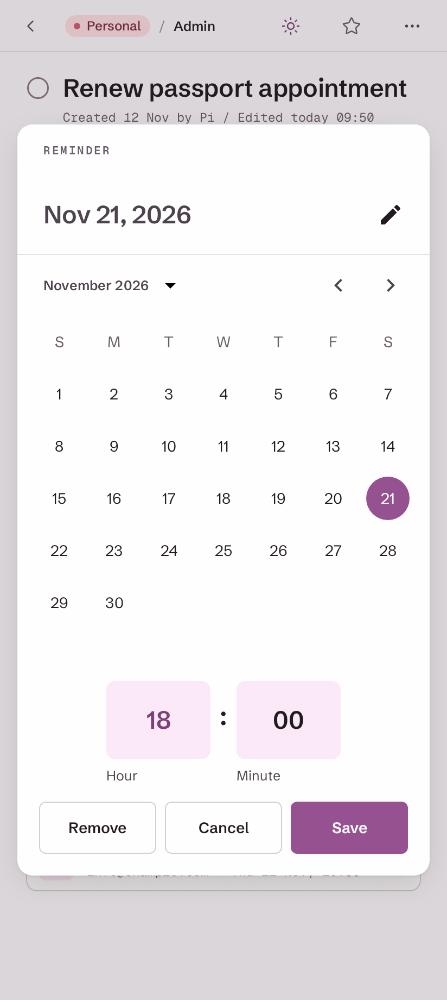 Personal / Admin
Renew passport appointment
Created 12 Nov by Pi / Edited today 09:50
REMINDER
Nov 21, 2026
November 2026
S M T W T F S
1 2 3 4 5 6 7
8 9 10 11 12 13 14
15 16 17 18 19 20 21
22 23 24 25 26 27 28
29 30
18 : 00
Hour Minute
Remove Cancel Save